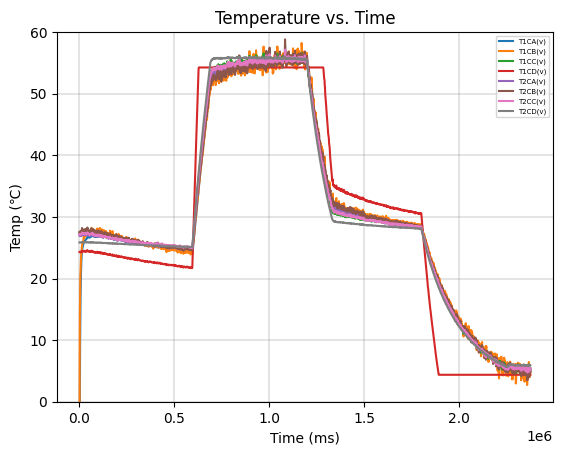 Temperature vs. Time
60
50
40
30
20
10
0
Temp (℃)
T1CA(v)
T1CB(v)
T1CC(v)
T1CD(v)
T2CA(v)
T2CB(v)
T2CC(v)
T2CD(v)
0.0
0.5
1.0
1.5
2.0
1e6
Time (ms)